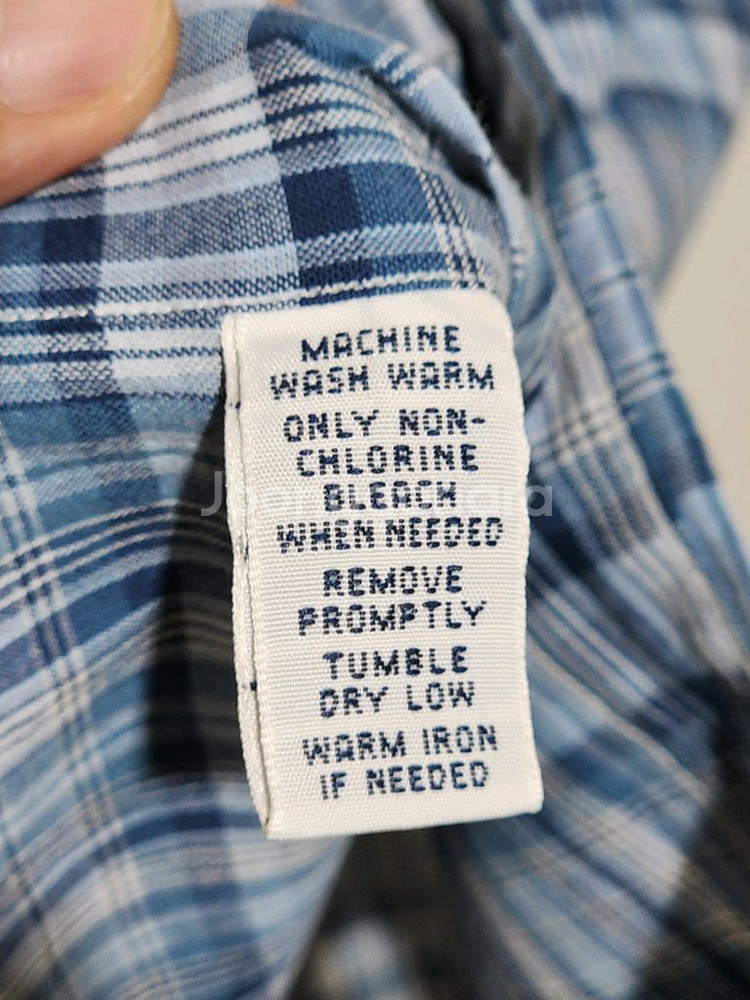 MACHINE
WASH WARM
ONLY NON-
CHLORINE
BLEACH
WHEN NEEDED
REMOVE
PROMPTLY
TUMBLE
DRY LOW
WARM IRON
IF NEEDED